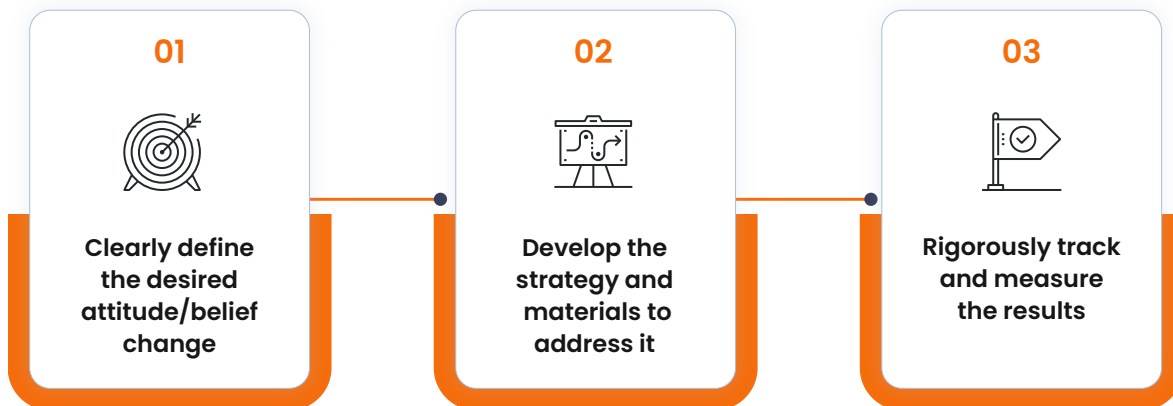 01
Clearly define
the desired
attitude/belief
change
02
Develop the
strategy and
materials to
address it
03
Rigorously track
and measure
the results